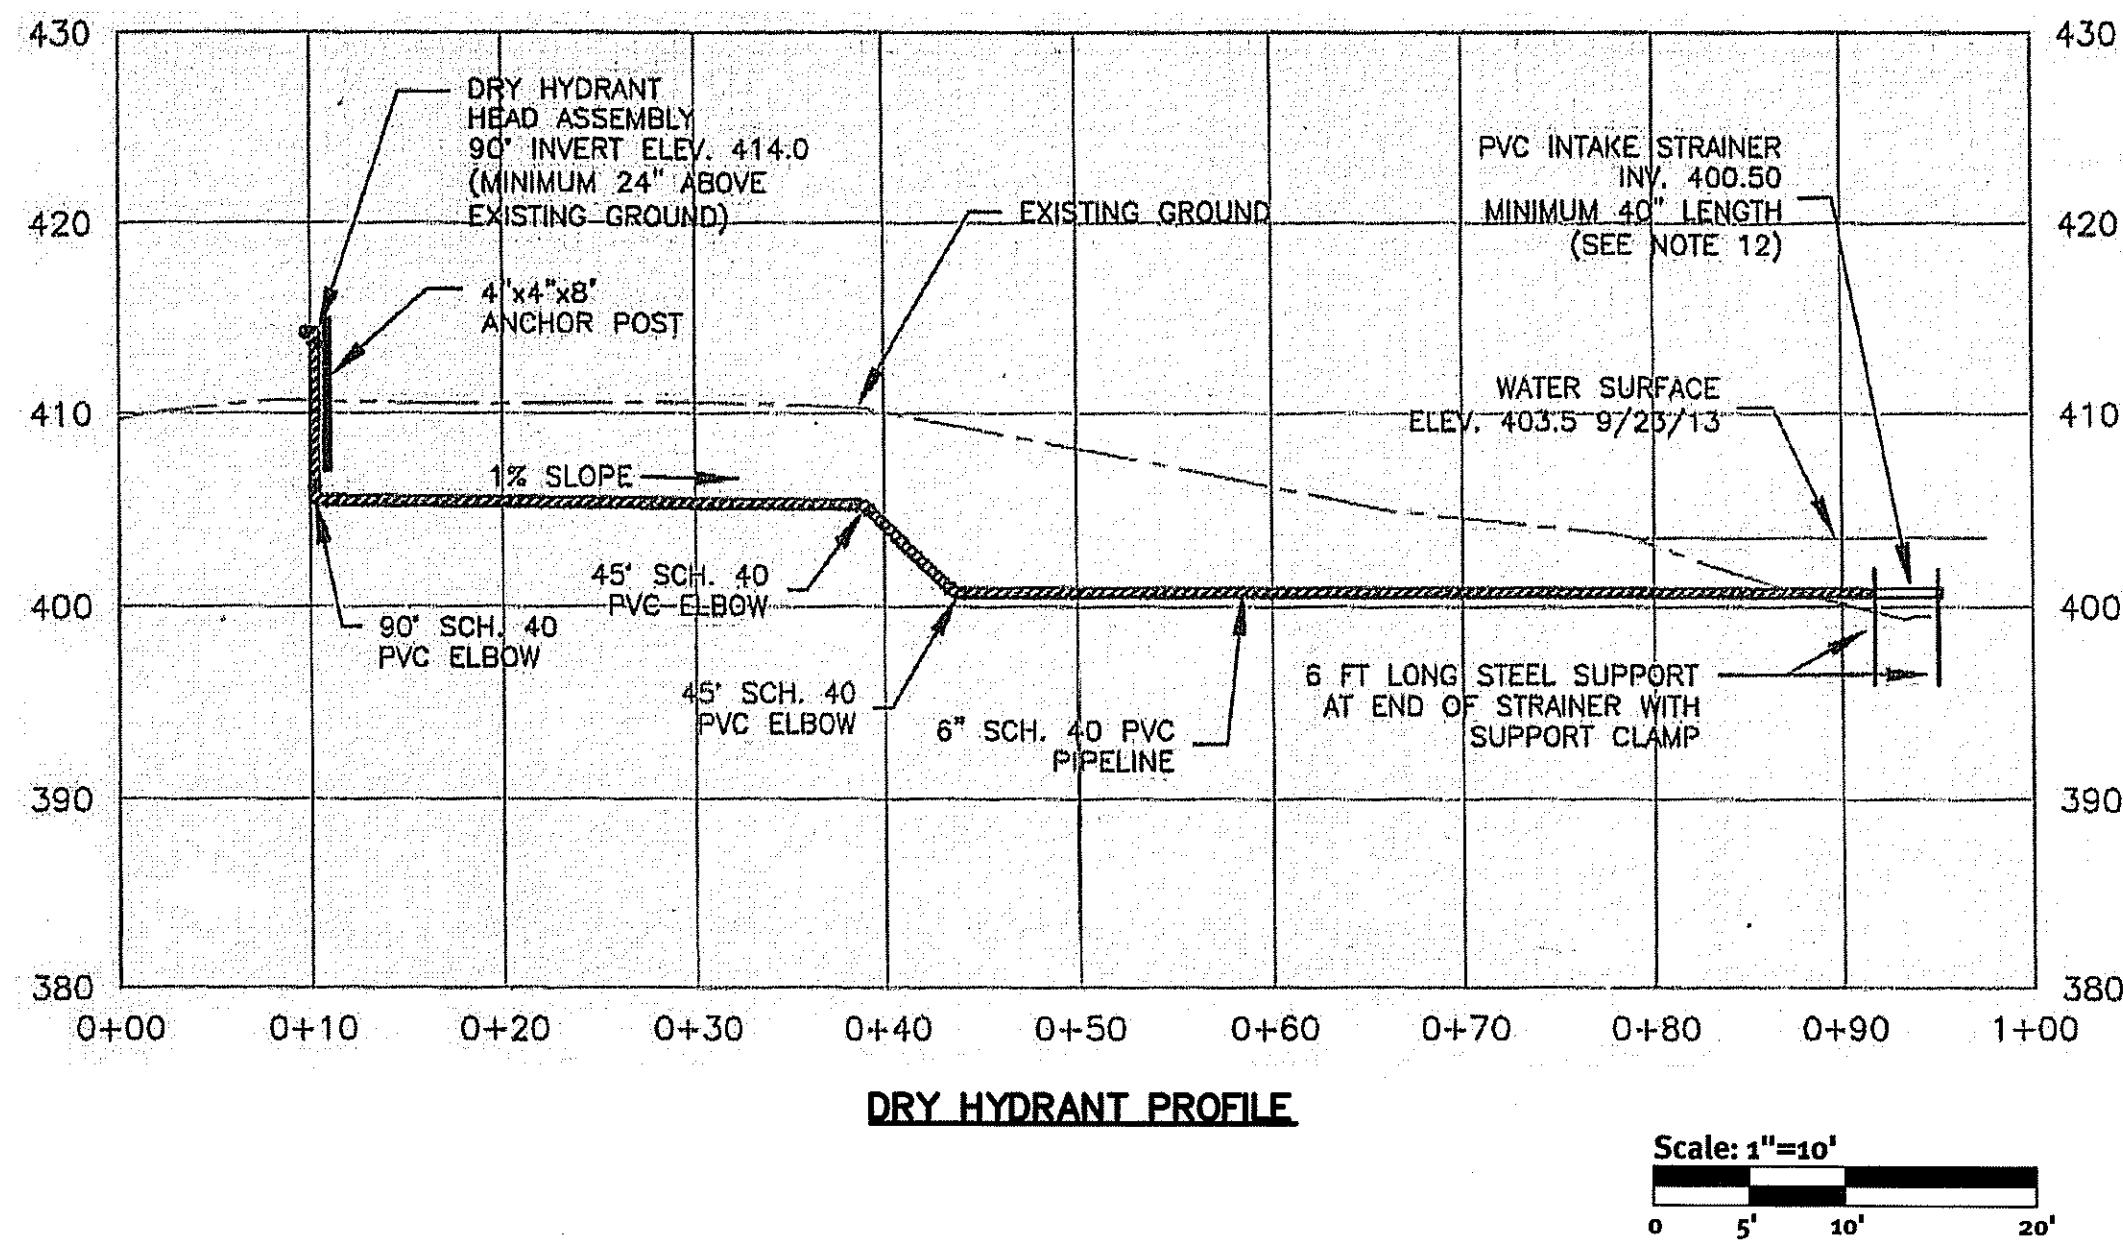 430
430
DRY HYDRANT
HEAD ASSEMBLY
90° INVERT ELEV. 414.0
(MINIMUM 24" ABOVE
EXISTING GROUND)
PVC INTAKE STRAINER
INV. 400.50
MINIMUM 40" LENGTH
(SEE NOTE 12)
420
EXISTING GROUND
420
4"x4"x8'
ANCHOR POST
WATER SURFACE
ELEV. 403.5 9/23/13
410
410
1% SLOPE
45° SCH. 40
PVC ELBOW
400
400
90° SCH. 40
PVC ELBOW
45° SCH. 40
PVC ELBOW
6" SCH. 40 PVC
PIPELINE
6 FT LONG STEEL SUPPORT
AT END OF STRAINER WITH
SUPPORT CLAMP
390
390
380
380
0+00 0+10 0+20 0+30 0+40 0+50 0+60 0+70 0+80 0+90 1+00
DRY HYDRANT PROFILE
Scale: 1"=10'
0 5' 10' 20'